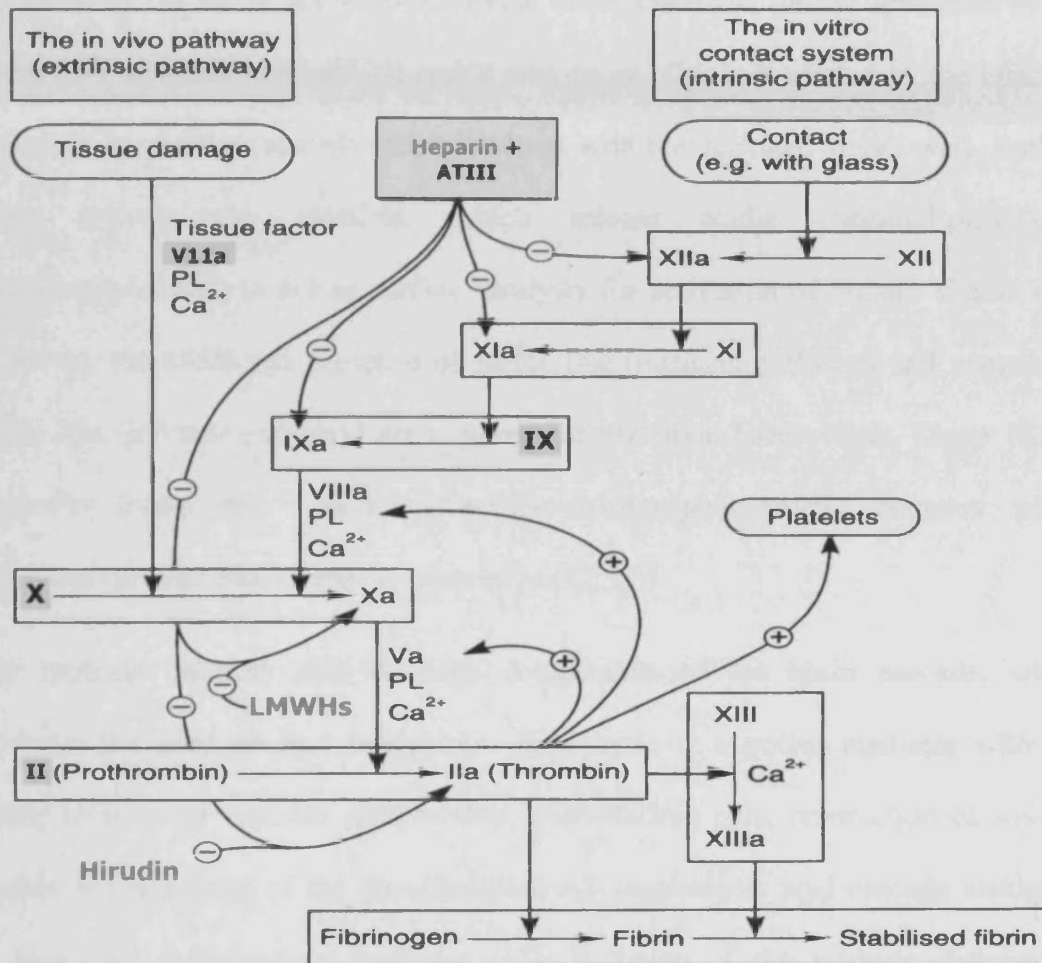 The in vivo pathway
(extrinsic pathway)
The in vitro
contact system
(intrinsic pathway)
Tissue damage
Heparin +
ATIII
Contact
(e.g. with glass)
Tissue factor
V11a
PL
Ca²⁺
XIIa
XII
XIa
XI
IXa
IX
VIIIa
PL
Ca²⁺
Platelets
X
Xa
Va
PL
Ca²⁺
LMWHs
XIII
Ca²⁺
XIIIa
II (Prothrombin)
IIa (Thrombin)
Hirudin
Fibrinogen
Fibrin
Stabilised fibrin